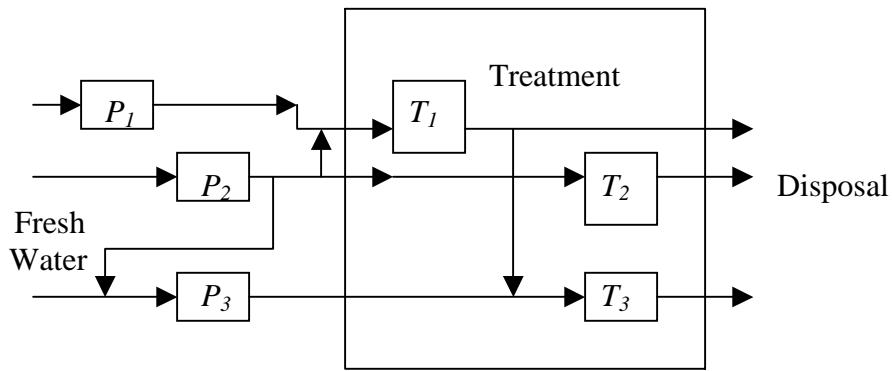 Treatment
P1
T1
P2
T2
Disposal
Fresh
Water
P3
T3